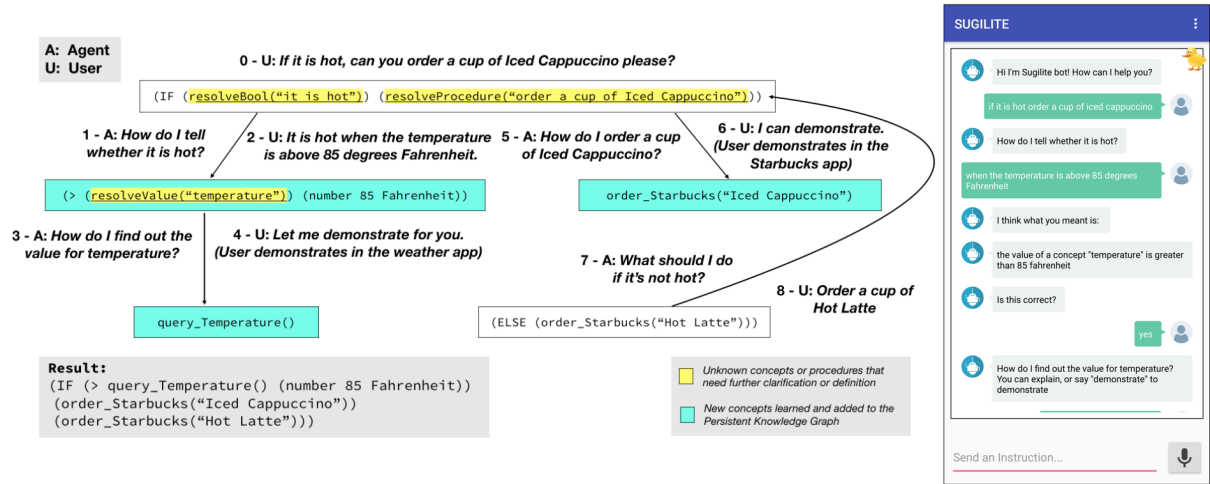 A: Agent
U: User
0 - U: If it is hot, can you order a cup of Iced Cappuccino please?
(IF (resolveBool(“it is hot”) (resolveProcedure(“order a cup of Iced Cappuccino”)))
1 - A: How do I tell
whether it is hot?
2 - U: It is hot when the temperature
is above 85 degrees Fahrenheit.
5 - A: How do I order a cup
of Iced Cappuccino?
6 - U: I can demonstrate.
(User demonstrates in the
Starbucks app)
(> (resolveValue(“temperature”)) (number 85 Fahrenheit))
order_Starbucks(“Iced Cappuccino”)
3 - A: How do I find out the
value for temperature?
4 - U: Let me demonstrate for you.
(User demonstrates in the weather app)
7 - A: What should I do
if it’s not hot?
8 - U: Order a cup of
Hot Latte
query_Temperature()
(ELSE (order_Starbucks(“Hot Latte”)))
Result:
(IF (> query_Temperature() (number 85 Fahrenheit))
(order_Starbucks(“Iced Cappuccino”))
(order_Starbucks(“Hot Latte”)))
Unknown concepts or procedures that
need further clarification or definition
New concepts learned and added to the
Persistent Knowledge Graph
SUGILITE
Hi I'm Sugilite bot! How can I help you?
if it is hot order a cup of iced cappuccino
How do I tell whether it is hot?
when the temperature is above 85 degrees
Fahrenheit
I think what you meant is:
the value of a concept "temperature" is greater
than 85 fahrenheit
Is this correct?
yes
How do I find out the value for temperature?
You can explain, or say "demonstrate" to
demonstrate
Send an Instruction...